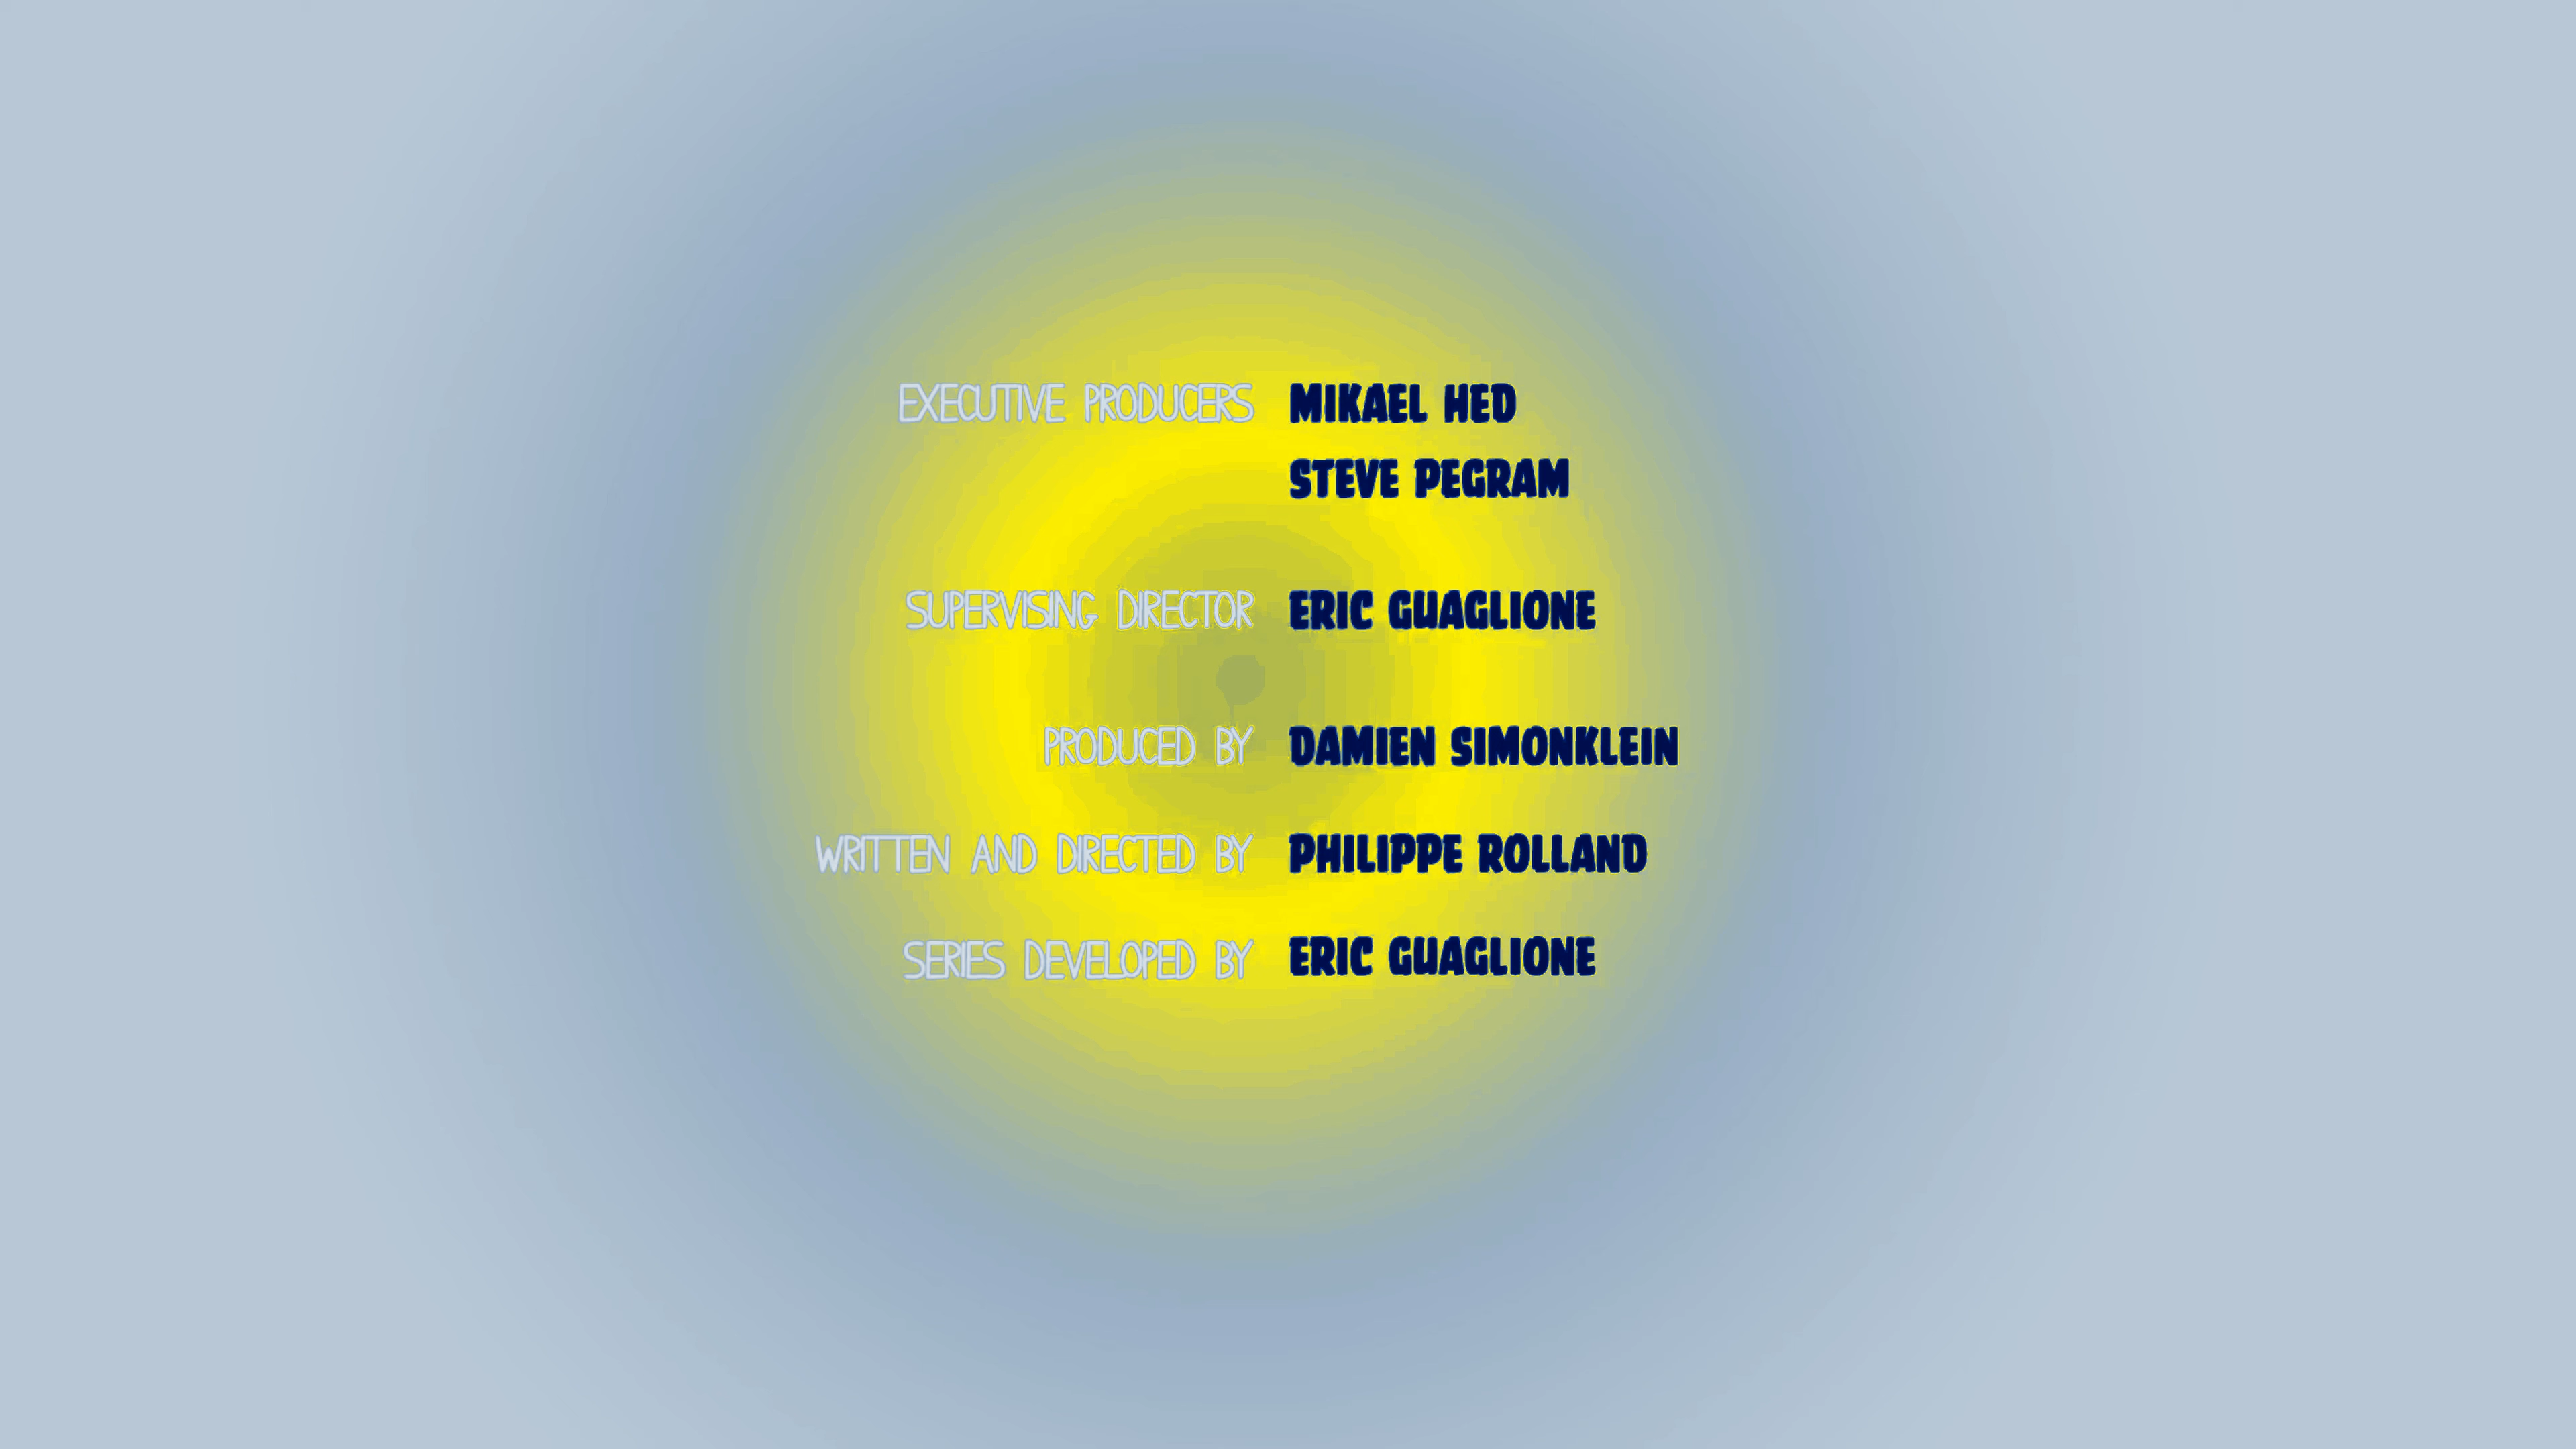 EXECUTIVE PRODUCERS MIKAEL HED
STEVE PEGRAM
SUPERVISING DIRECTOR ERIC GUAGLIONE
PRODUCED BY DAMIEN SIMONKLEIN
WRITTEN AND DIRECTED BY PHILIPPE ROLLAND
SERIES DEVELOPED BY ERIC GUAGLIONE